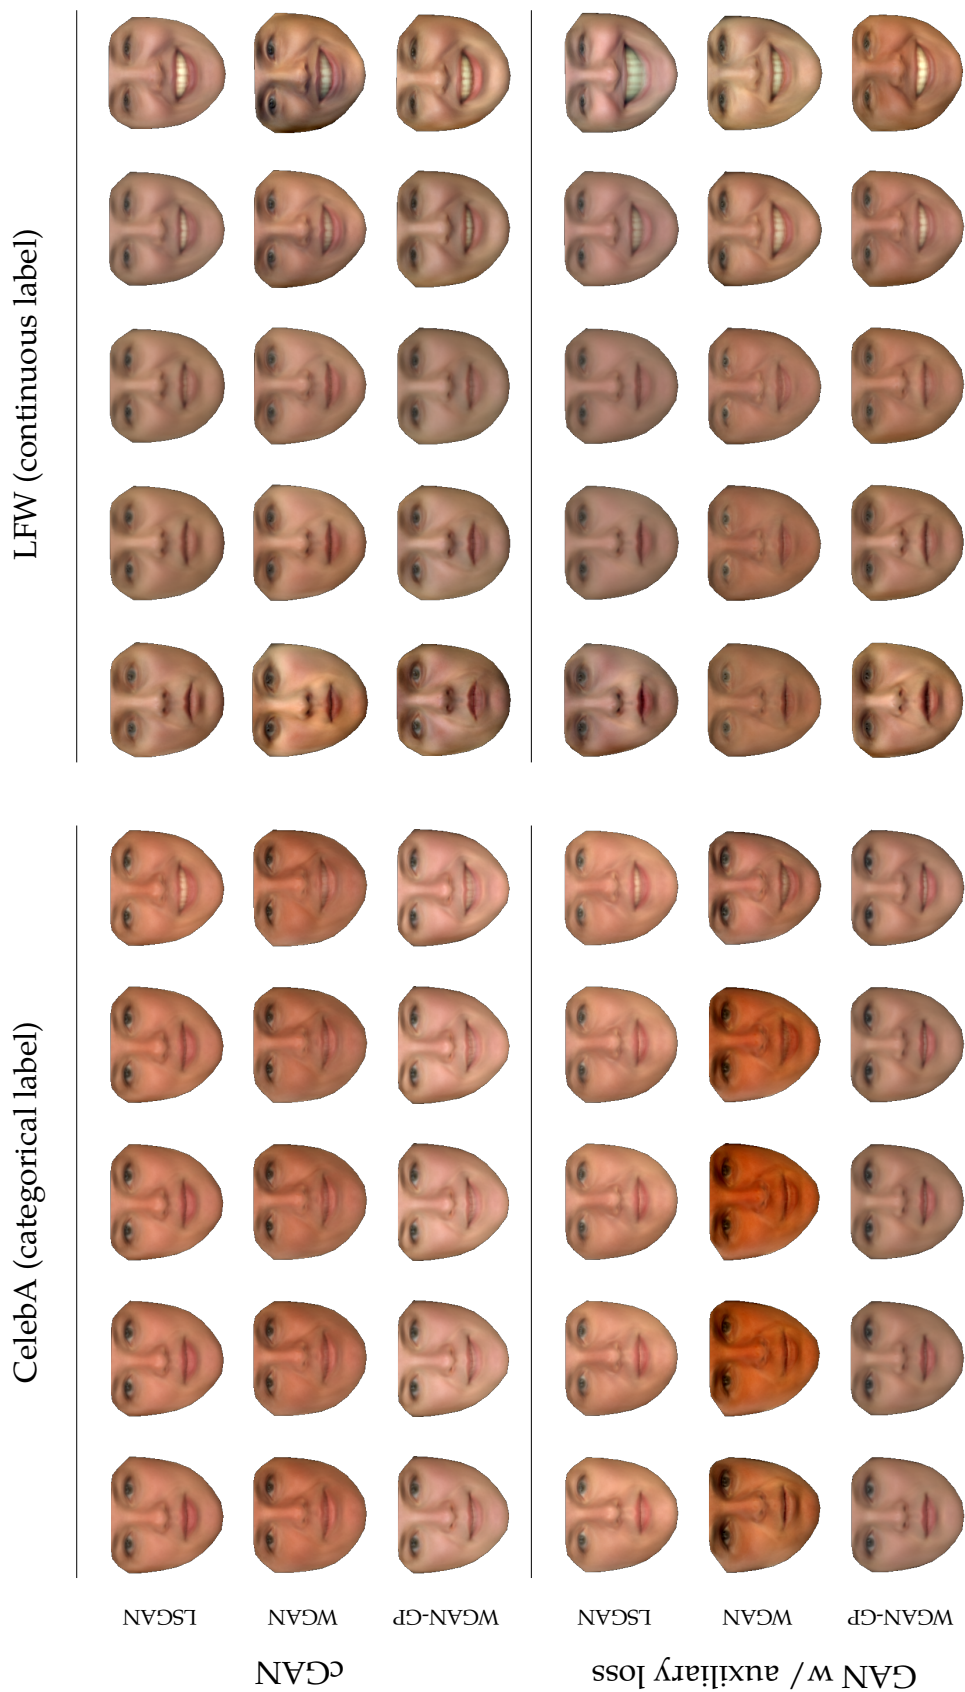 CelebA (categorical label)
LFW (continuous label)
cGAN
LSGAN
WGAN
WGAN-GP
GAN w/ auxiliary loss
LSGAN
WGAN
WGAN-GP